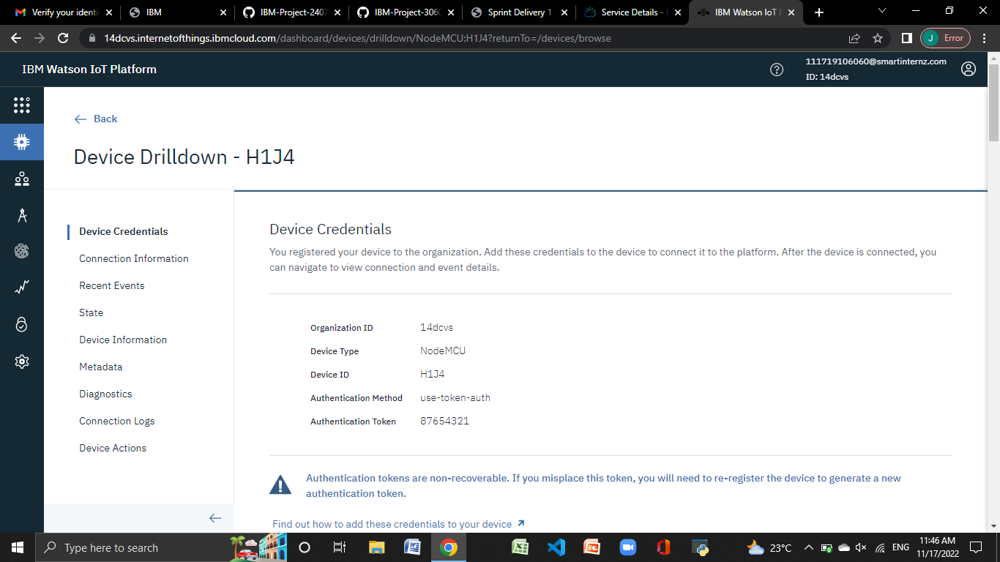 Your identi
Verify your identi
IBM
IBM-Project-2407
IBM-Project-3060
Sprint Delivery 1
Service Details -
IBM Watson IoT P
14dcvs.internetofthings.ibmcloud.com/dashboard/devices/drilldown/NodeMCU:H1J4?returnTo=/devices/browse
J
Error
IBM Watson IoT Platform
111719106060@smartinternz.com
ID: 14dcvs
Back
Device Drilldown - H1J4
Device Credentials
Connection Information
Recent Events
State
Device Information
Metadata
Diagnostics
Connection Logs
Device Actions
Device Credentials
You registered your device to the organization. Add these credentials to the device to connect it to the platform. After the device is connected, you
can navigate to view connection and event details.
Organization ID 14dcvs
Device Type NodeMCU
Device ID H1J4
Authentication Method use-token-auth
Authentication Token 87654321
Authentication tokens are non-recoverable. If you misplace this token, you will need to re-register the device to generate a new
authentication token.
Find out how to add these credentials to your device
Type here to search
23°C
ENG
11:46 AM
11/17/2022